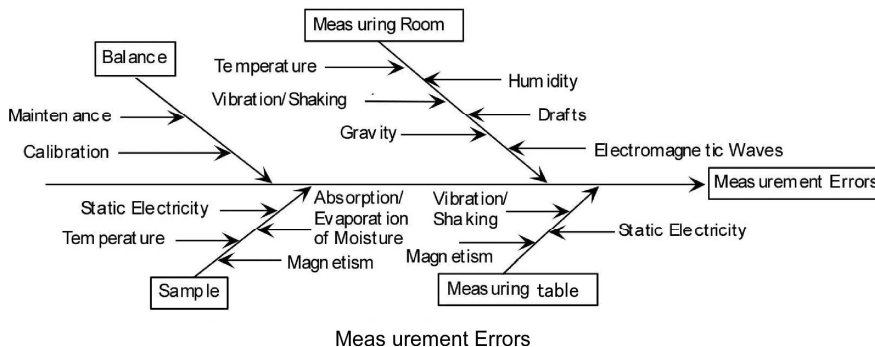 Measuring Room
Balance
Temperature
Humidity
Vibration/Shaking
Maintenance
Drafts
Gravity
Calibration
Electromagnetic Waves
Measurement Errors
Static Electricity
Absorption/
Evaporation
of Moisture
Vibration/
Shaking
Static Electricity
Temperature
Magnetism
Magnetism
Sample
Measuring table
Measurement Errors